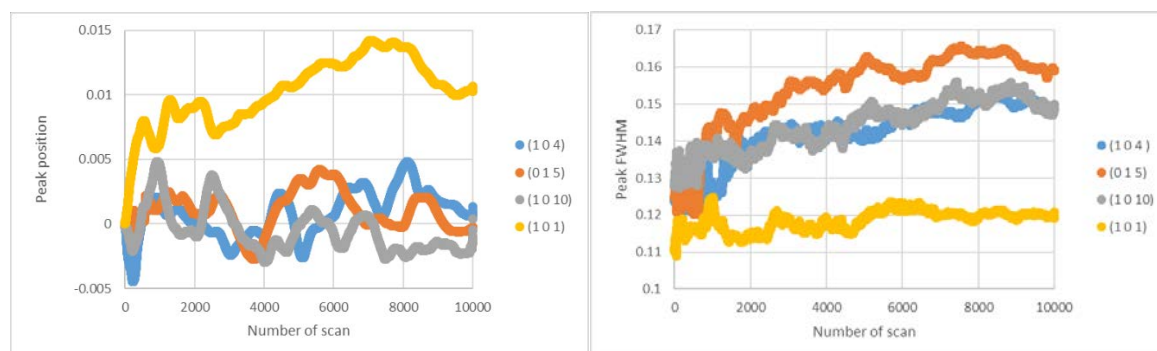 0.015
0.01
0.005
0
-0.005
Peak position
0
2000
4000
6000
8000
10000
Number of scan
(1 0 4)
(0 1 5)
(1 0 10)
(1 0 1)
0.17
0.16
0.15
0.14
0.13
0.12
0.11
0.1
Peak FWHM
0
2000
4000
6000
8000
10000
Number of scan
(1 0 4)
(0 1 5)
(1 0 10)
(1 0 1)